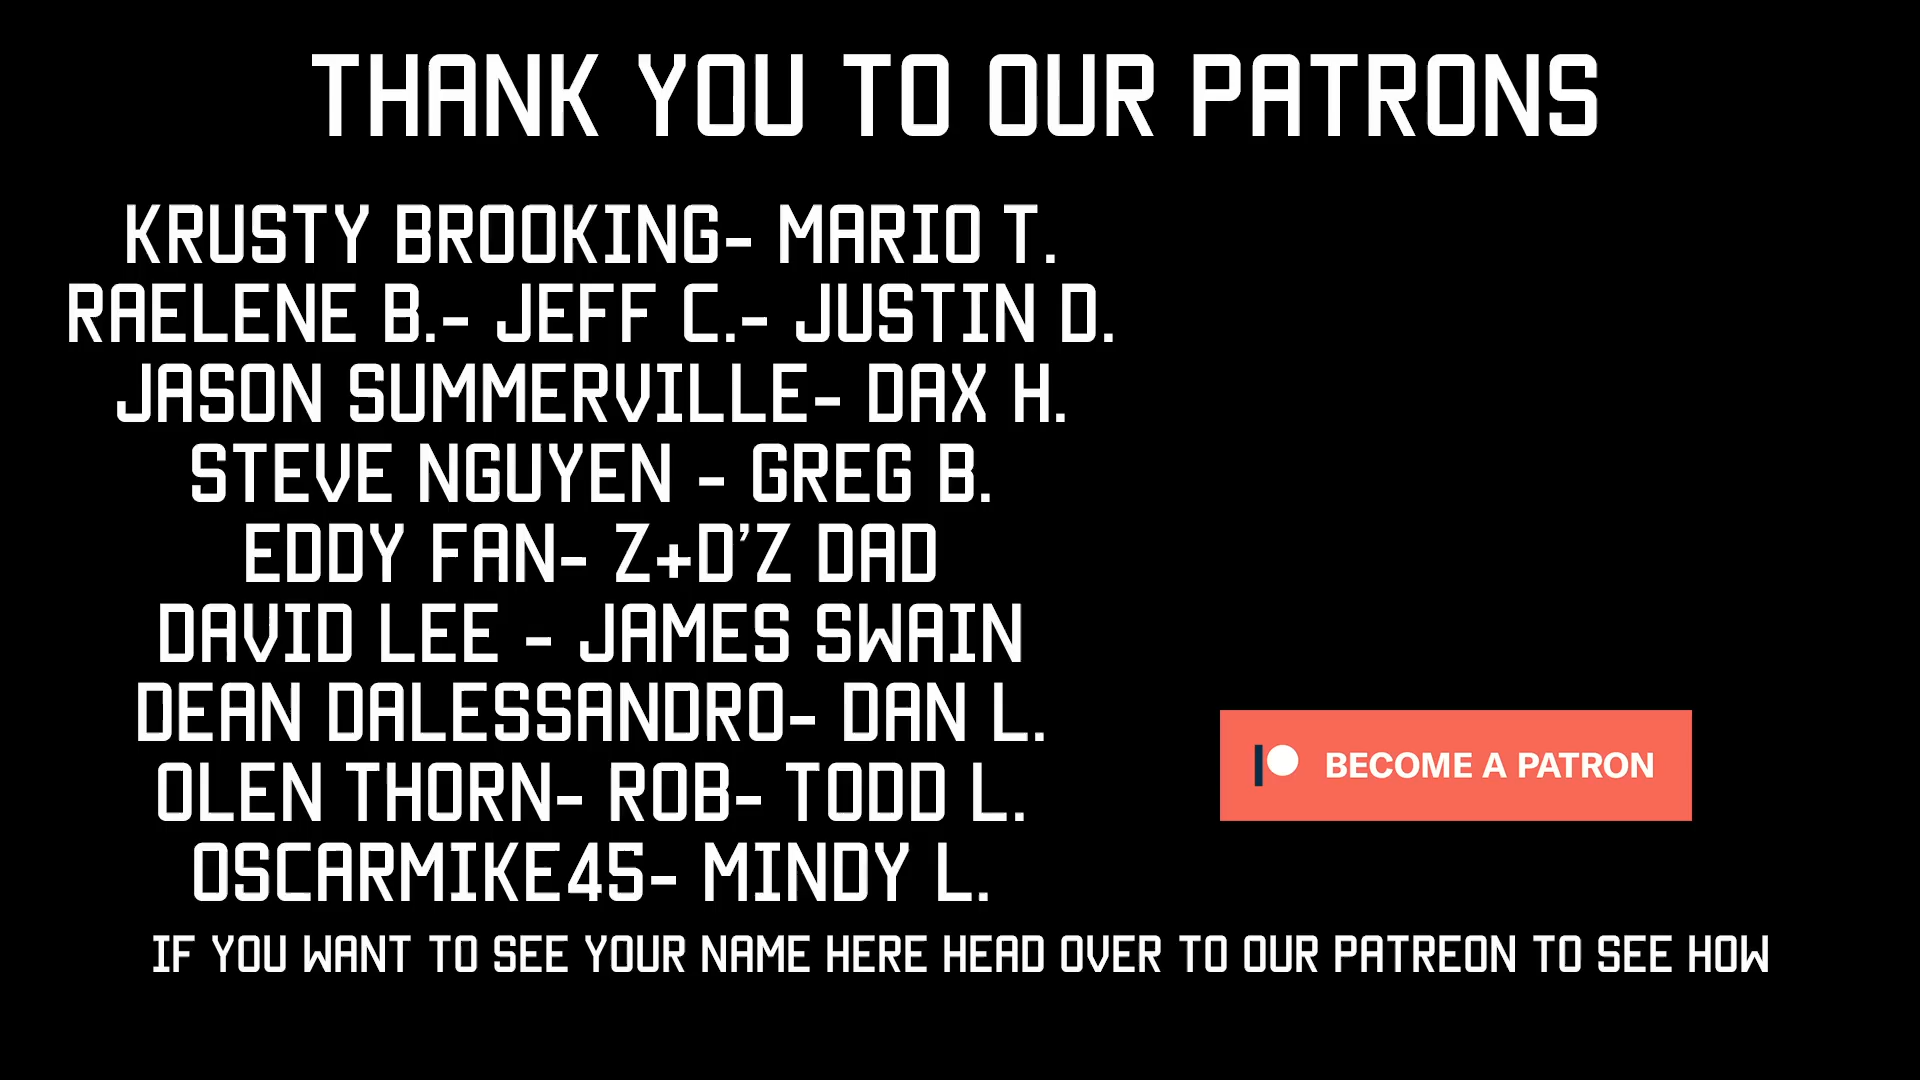 THANK YOU TO OUR PATRONS
KRUSTY BROOKING- MARIO T.
RAELENE B.- JEFF C.- JUSTIN D.
JASON SUMMERVILLE- DAX H.
STEVE NGUYEN - GREG B.
EDDY FAN- Z+D'Z DAD
DAVID LEE - JAMES SWAIN
DEAN DALESSANDRO- DAN L.
OLEN THORN- ROB- TODD L.
OSCARMIKE45- MINDY L.
BECOME A PATRON
IF YOU WANT TO SEE YOUR NAME HERE HEAD OVER TO OUR PATREON TO SEE HOW